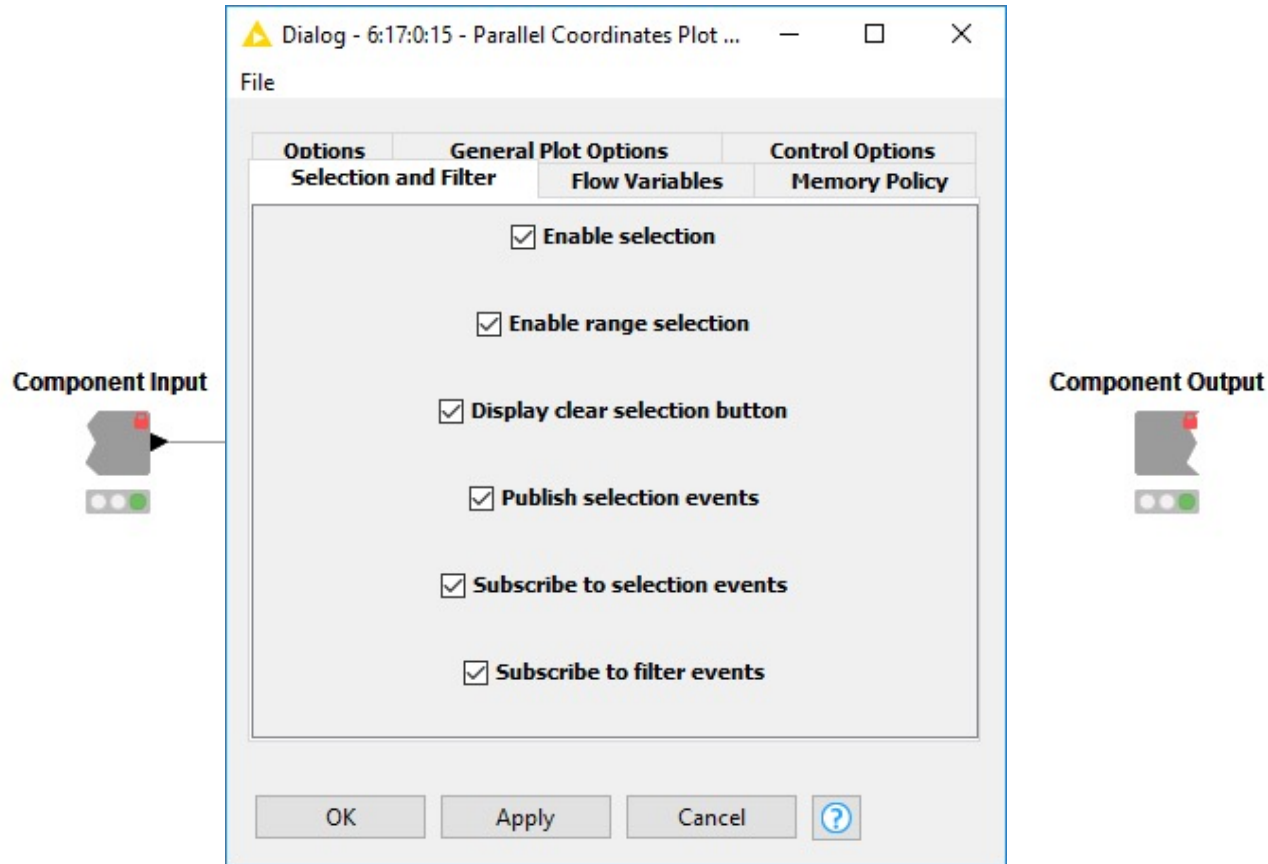 Dialog - 6:17:0:15 - Parallel Coordinates Plot ...
File
Options General Plot Options Control Options
Selection and Filter Flow Variables Memory Policy
Enable selection
Enable range selection
Component Input
Component Output
Display clear selection button
Publish selection events
Subscribe to selection events
Subscribe to filter events
OK Apply Cancel ?